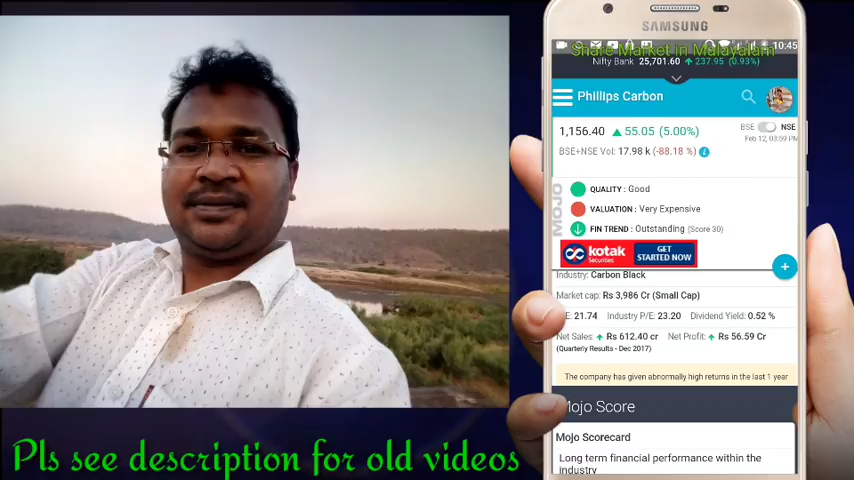 SAMSUNG
10:45
Share Market in Malayalam
Nifty Bank 25,701.60 237.95 (0.93%)
Phillips Carbon
1,156.40 ▲ 55.05 (5.00%)
BSE NSE
Feb 12, 03:59 PM
BSE+NSE Vol: 17.98 k (-88.18 %)
MOJO
QUALITY : Good
VALUATION : Very Expensive
FIN TREND : Outstanding (Score 30)
kotak Securities
GET STARTED NOW
Industry: Carbon Black
Market cap: Rs 3,986 Cr (Small Cap)
E: 21.74 Industry P/E: 23.20 Dividend Yield: 0.52 %
Net Sales: Rs 612.40 cr Net Profit: Rs 56.59 Cr
(Quarterly Results - Dec 2017)
The company has given abnormally high returns in the last 1 year
Mojo Score
Mojo Scorecard
Long term financial performance within the
industry
Pls see description for old videos